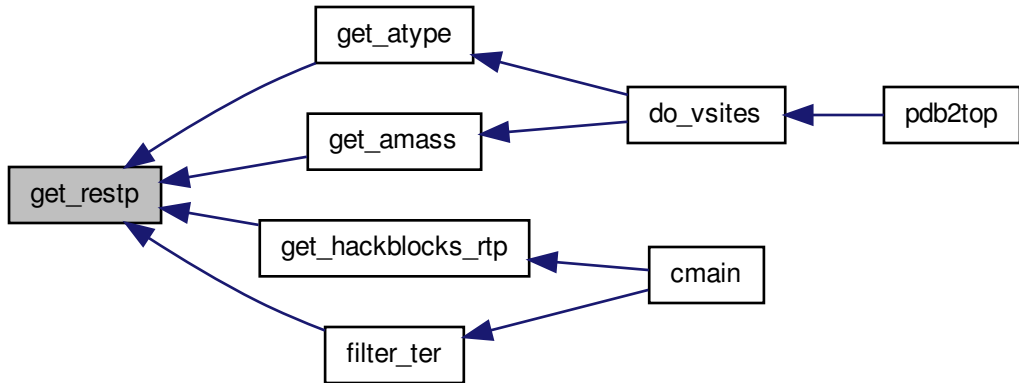 get_atype
do_vsites
pdb2top
get_amass
get_restp
get_hackblocks_rtp
cmain
filter_ter